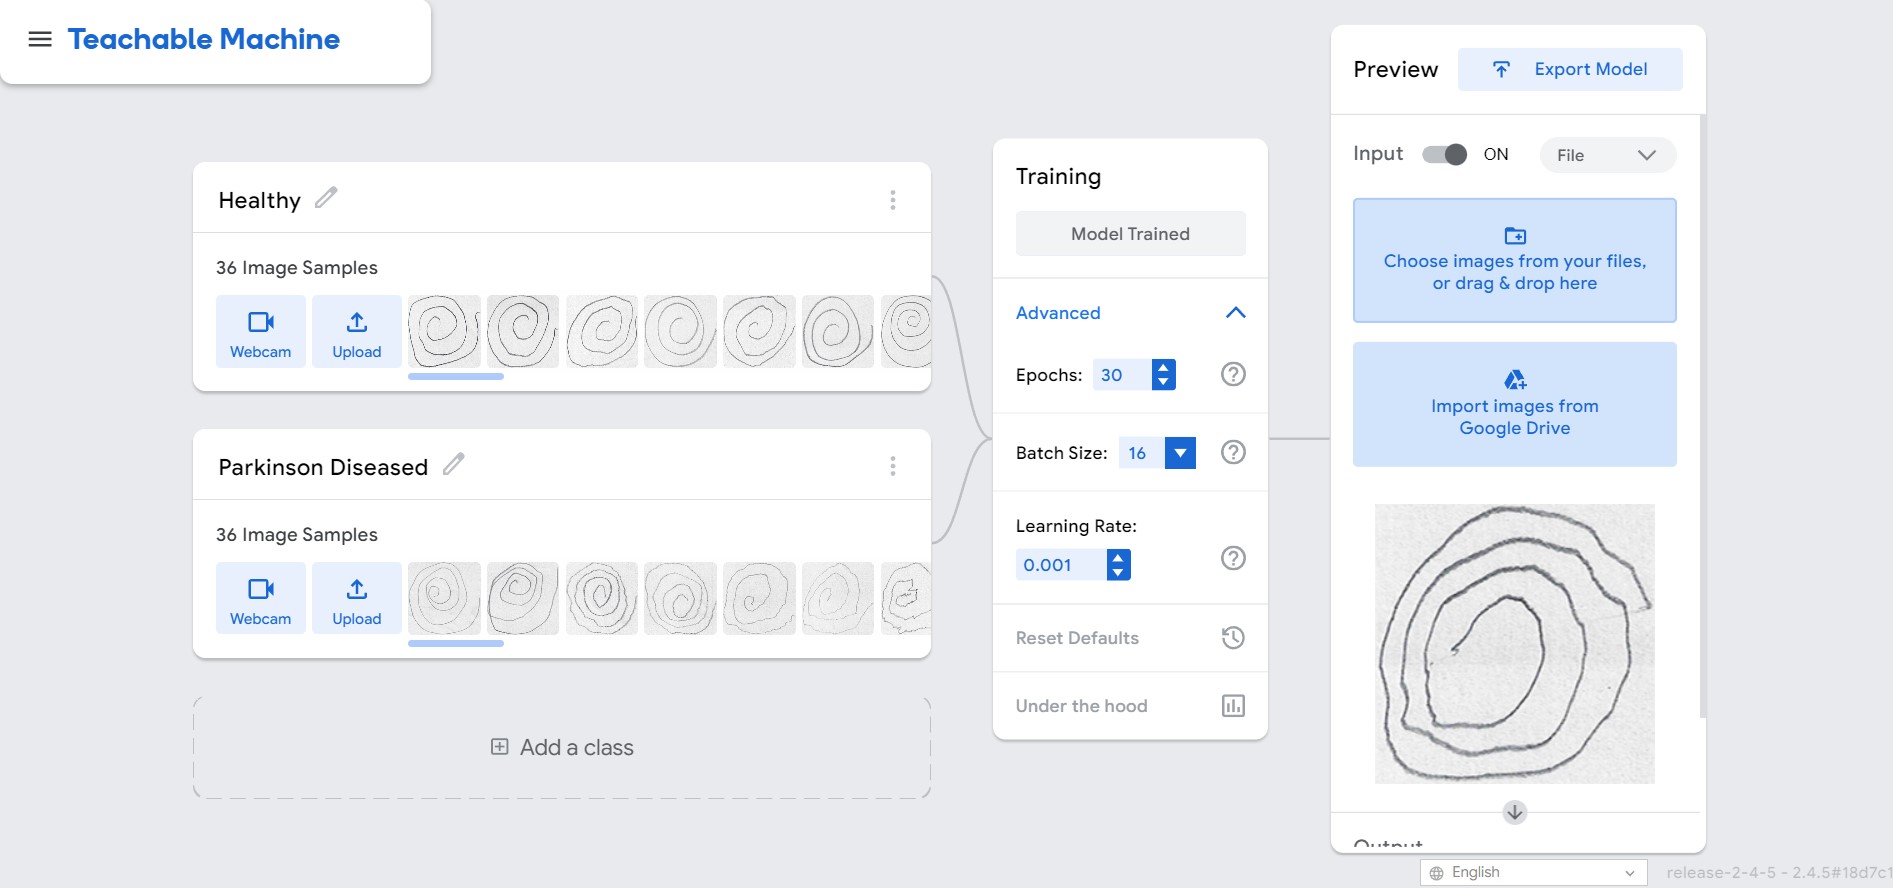 Teachable Machine
Healthy
36 Image Samples
Webcam
Upload
Parkinson Diseased
36 Image Samples
Webcam
Upload
Add a class
Training
Model Trained
Advanced
Epochs: 30
Batch Size: 16
Learning Rate:
0.001
Reset Defaults
Under the hood
Preview
Export Model
Input ON File
Choose images from your files,
or drag & drop here
Import images from
Google Drive
Output
English
release-2-4-5 - 2.4.5#18d7c1